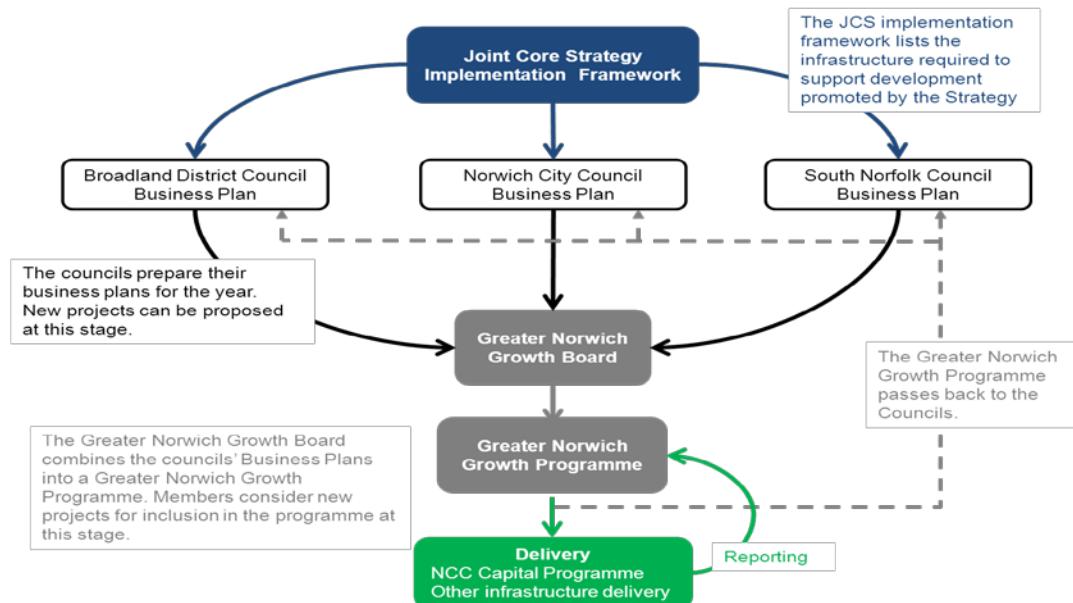 Joint Core Strategy
Implementation Framework
The JCS implementation
framework lists the
infrastructure required to
support development
promoted by the Strategy
Broadland District Council
Business Plan
Norwich City Council
Business Plan
South Norfolk Council
Business Plan
The councils prepare their
business plans for the year.
New projects can be proposed
at this stage.
Greater Norwich
Growth Board
The Greater Norwich
Growth Programme
passes back to the
Councils.
The Greater Norwich Growth Board
combines the councils' Business Plans
into a Greater Norwich Growth
Programme. Members consider new
projects for inclusion in the programme at
this stage.
Greater Norwich
Growth Programme
Delivery
NCC Capital Programme
Other infrastructure delivery
Reporting